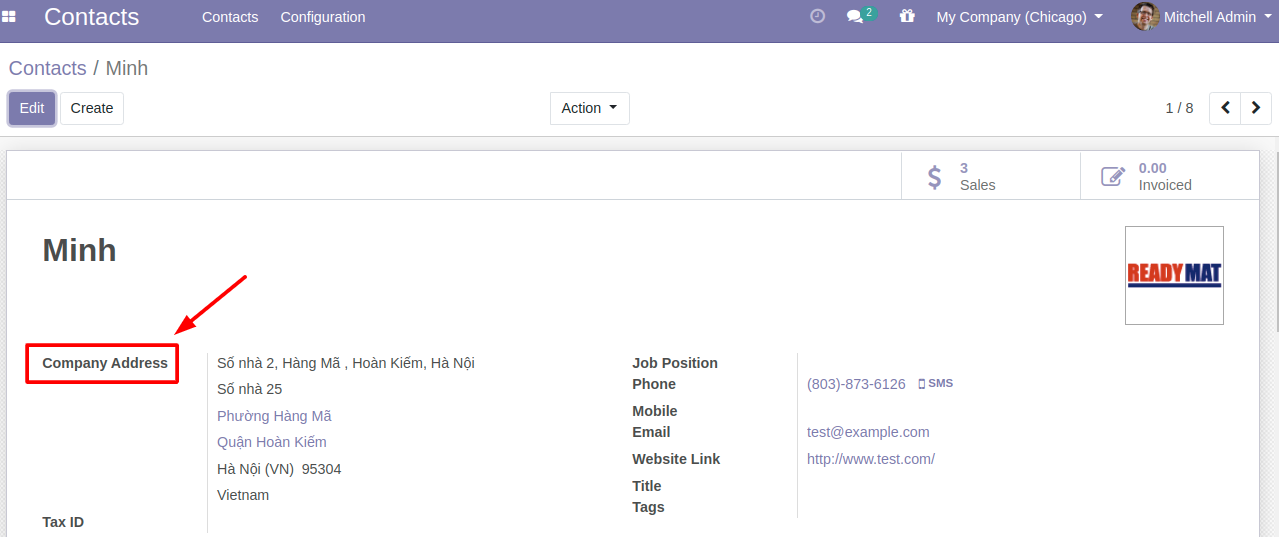 Contacts Contacts Configuration 2 My Company (Chicago) Mitchell Admin
Contacts / Minh
Edit Create Action 1 / 8
3
Sales
0.00
Invoiced
Minh
READY MAT
Company Address
Số nhà 2, Hàng Mã , Hoàn Kiếm, Hà Nội
Số nhà 25
Phường Hàng Mã
Quận Hoàn Kiếm
Hà Nội (VN) 95304
Vietnam
Tax ID
Job Position
Phone (803)-873-6126 SMS
Mobile
Email test@example.com
Website Link http://www.test.com/
Title
Tags